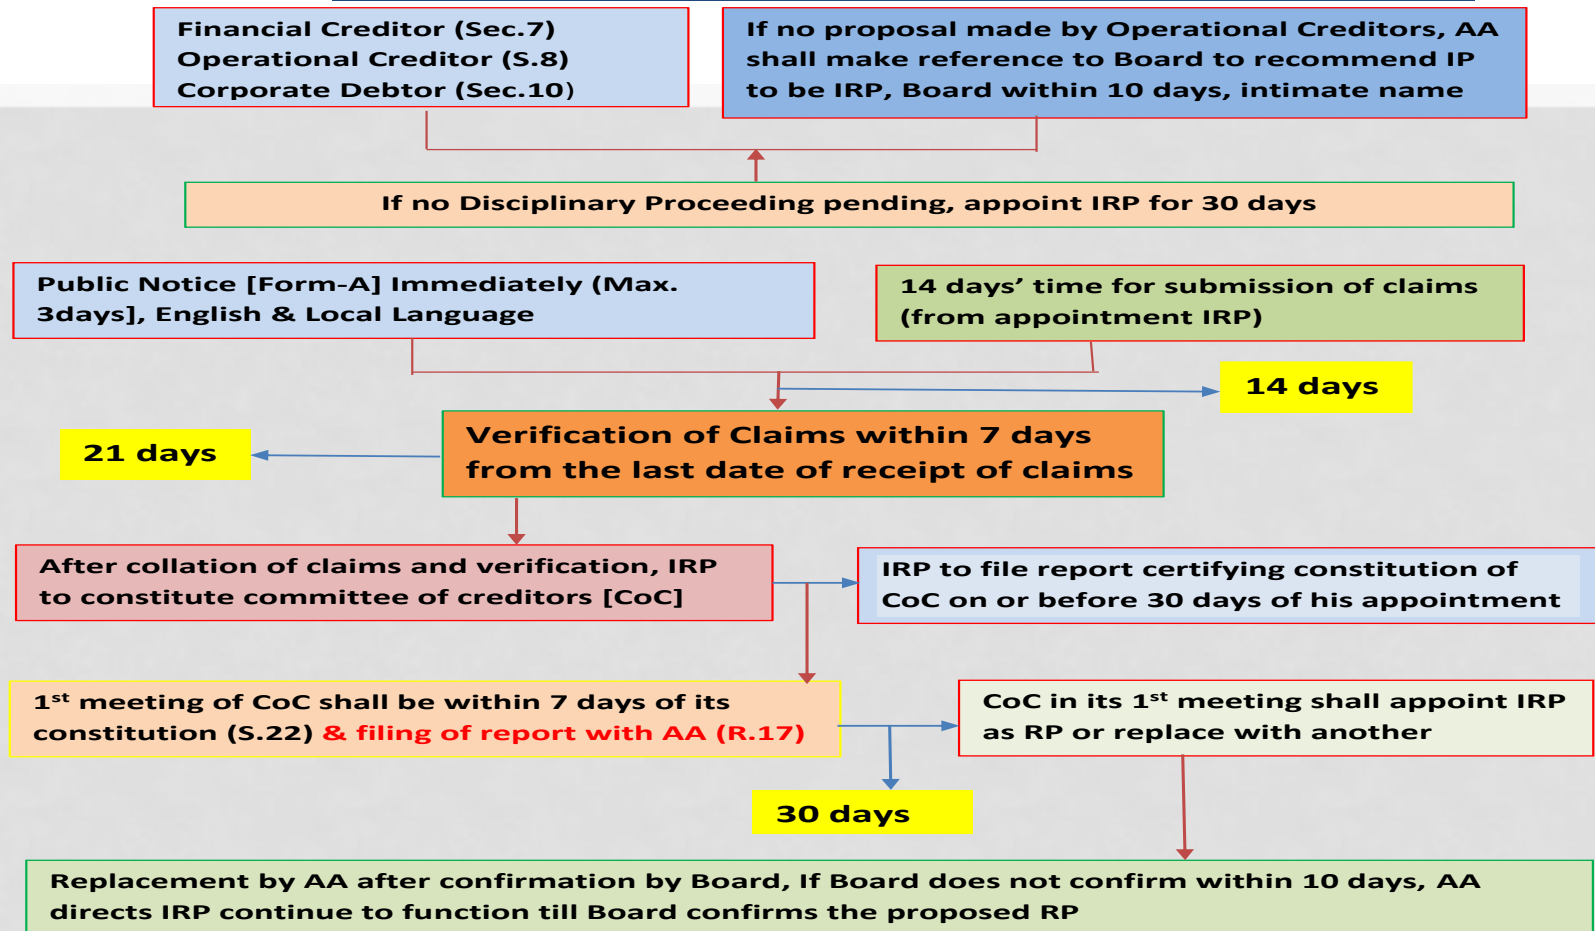 Financial Creditor (Sec.7)
Operational Creditor (S.8)
Corporate Debtor (Sec.10)
If no proposal made by Operational Creditors, AA
shall make reference to Board to recommend IP
to be IRP, Board within 10 days, intimate name
If no Disciplinary Proceeding pending, appoint IRP for 30 days
Public Notice [Form-A] Immediately (Max.
3days], English & Local Language
14 days’ time for submission of claims
(from appointment IRP)
14 days
Verification of Claims within 7 days
from the last date of receipt of claims
21 days
After collation of claims and verification, IRP
to constitute committee of creditors [CoC]
IRP to file report certifying constitution of
CoC on or before 30 days of his appointment
1st meeting of CoC shall be within 7 days of its
constitution (S.22) & filing of report with AA (R.17)
CoC in its 1st meeting shall appoint IRP
as RP or replace with another
30 days
Replacement by AA after confirmation by Board, If Board does not confirm within 10 days, AA
directs IRP continue to function till Board confirms the proposed RP